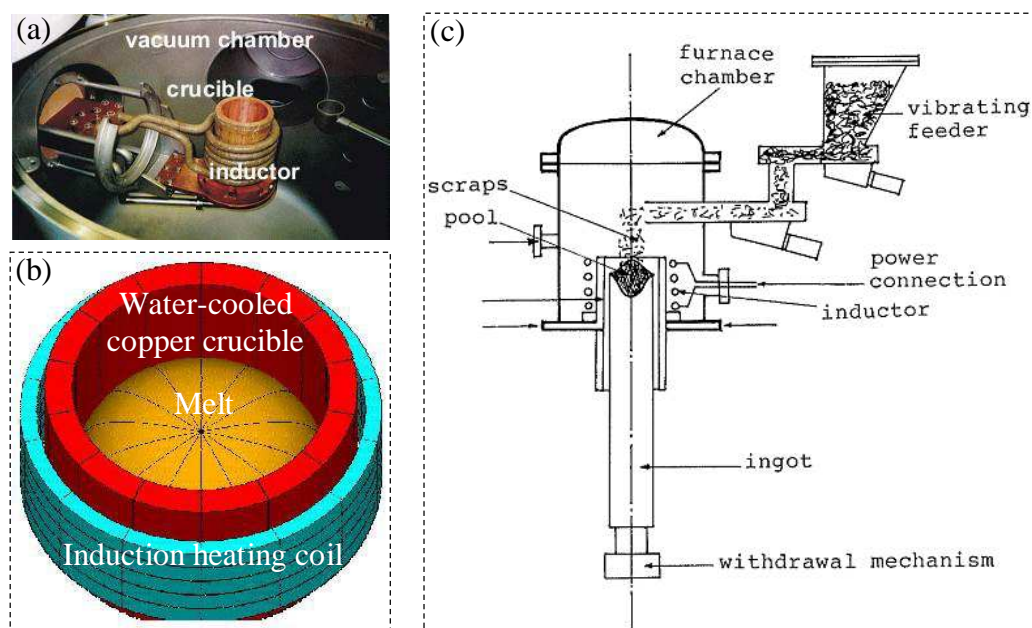 (a)
vacuum chamber
crucible
inductor
(b)
Water-cooled
copper crucible
Melt
Induction heating coil
(c)
furnace
chamber
vibrating
feeder
scraps
pool
power
connection
inductor
ingot
withdrawal mechanism